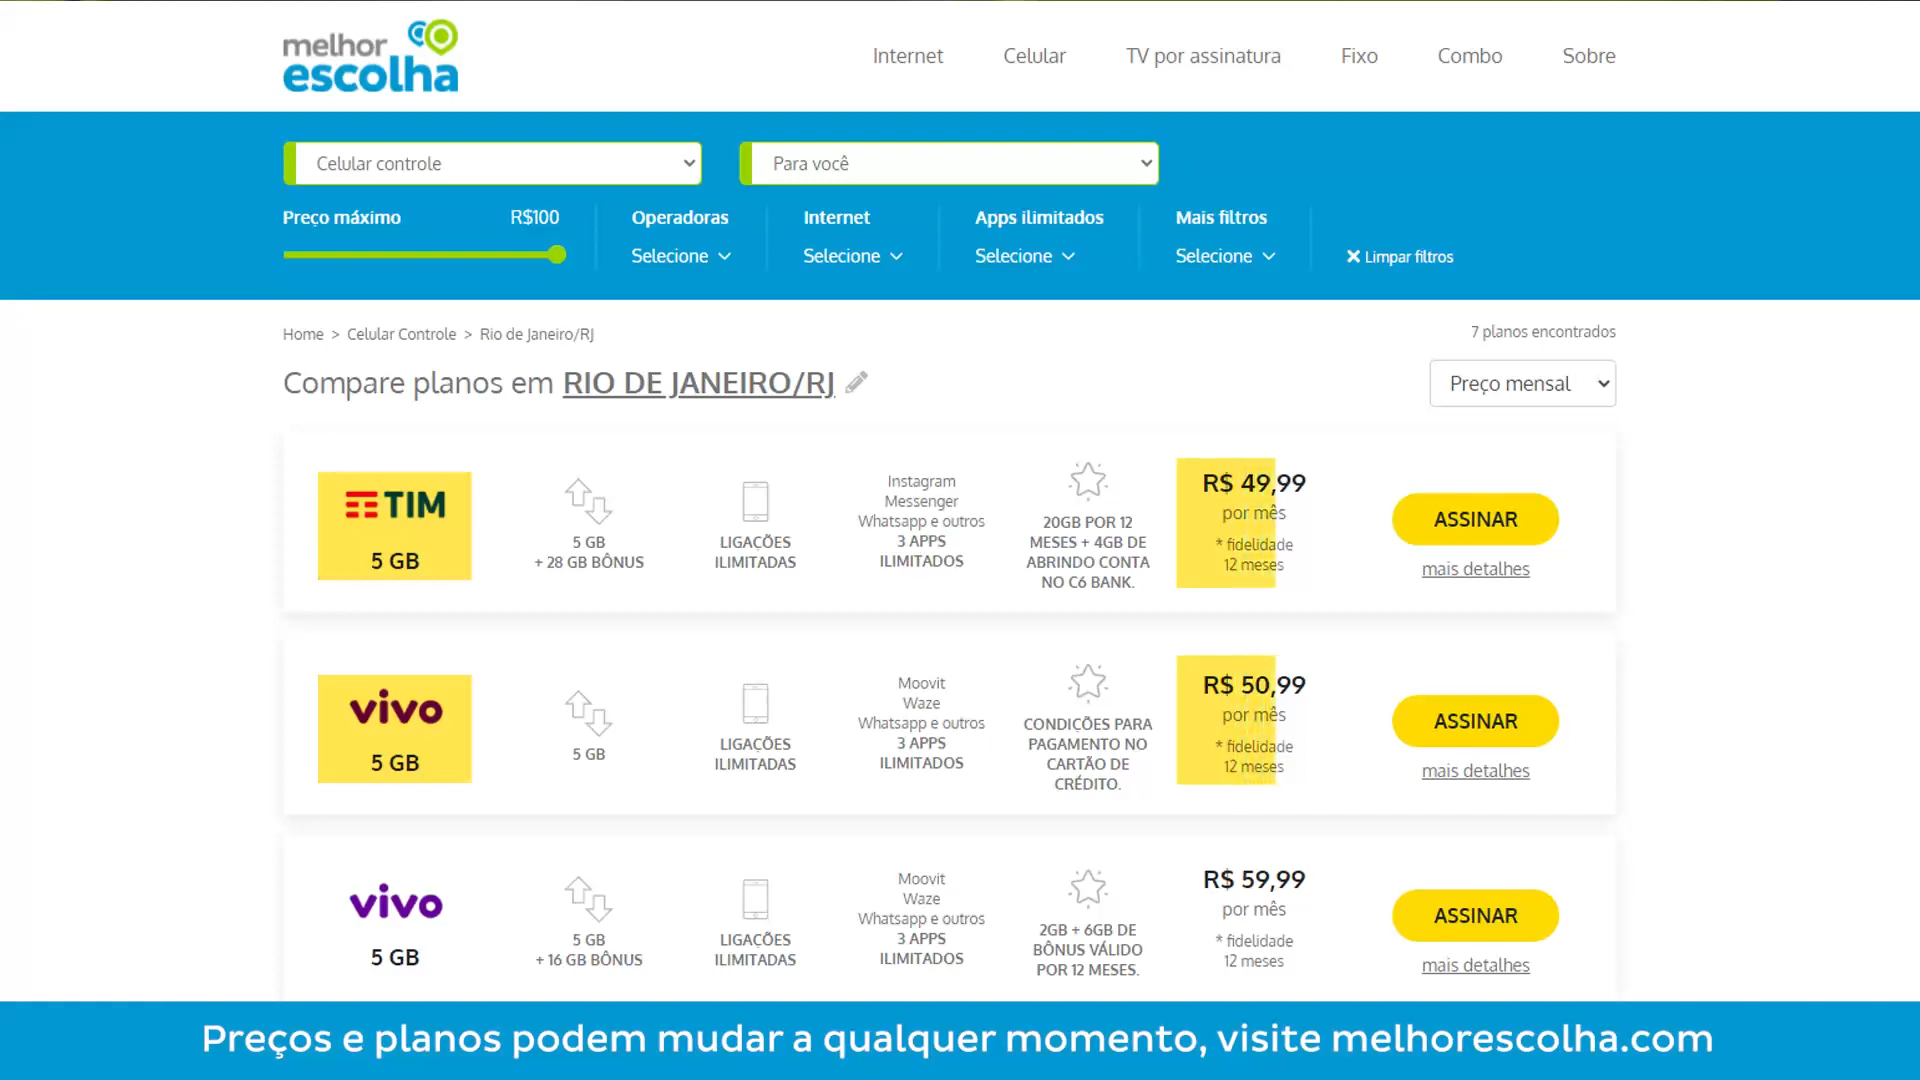 melhor
escolha
Internet
Celular
TV por assinatura
Fixo
Combo
Sobre
Celular controle
Para você
Preço máximo
R$100
Operadoras
Internet
Apps ilimitados
Mais filtros
Selecione
Selecione
Selecione
Selecione
Limpar filtros
Home > Celular Controle > Rio de Janeiro/RJ
7 planos encontrados
Compare planos em RIO DE JANEIRO/RJ
Preço mensal
TIM
5 GB
5 GB
+ 28 GB BÔNUS
LIGAÇÕES
ILIMITADAS
Instagram
Messenger
Whatsapp e outros
3 APPS
ILIMITADOS
20GB POR 12
MESES + 4GB DE
ABRINDO CONTA
NO C6 BANK.
R$ 49,99
por mês
* fidelidade
12 meses
ASSINAR
mais detalhes
vivo
5 GB
5 GB
LIGAÇÕES
ILIMITADAS
Moovit
Waze
Whatsapp e outros
3 APPS
ILIMITADOS
CONDIÇÕES PARA
PAGAMENTO NO
CARTÃO DE
CRÉDITO.
R$ 50,99
por mês
* fidelidade
12 meses
ASSINAR
mais detalhes
vivo
5 GB
5 GB
+ 16 GB BÔNUS
LIGAÇÕES
ILIMITADAS
Moovit
Waze
Whatsapp e outros
3 APPS
ILIMITADOS
2GB + 6GB DE
BÔNUS VÁLIDO
POR 12 MESES.
R$ 59,99
por mês
* fidelidade
12 meses
ASSINAR
mais detalhes
Preços e planos podem mudar a qualquer momento, visite melhorescolha.com